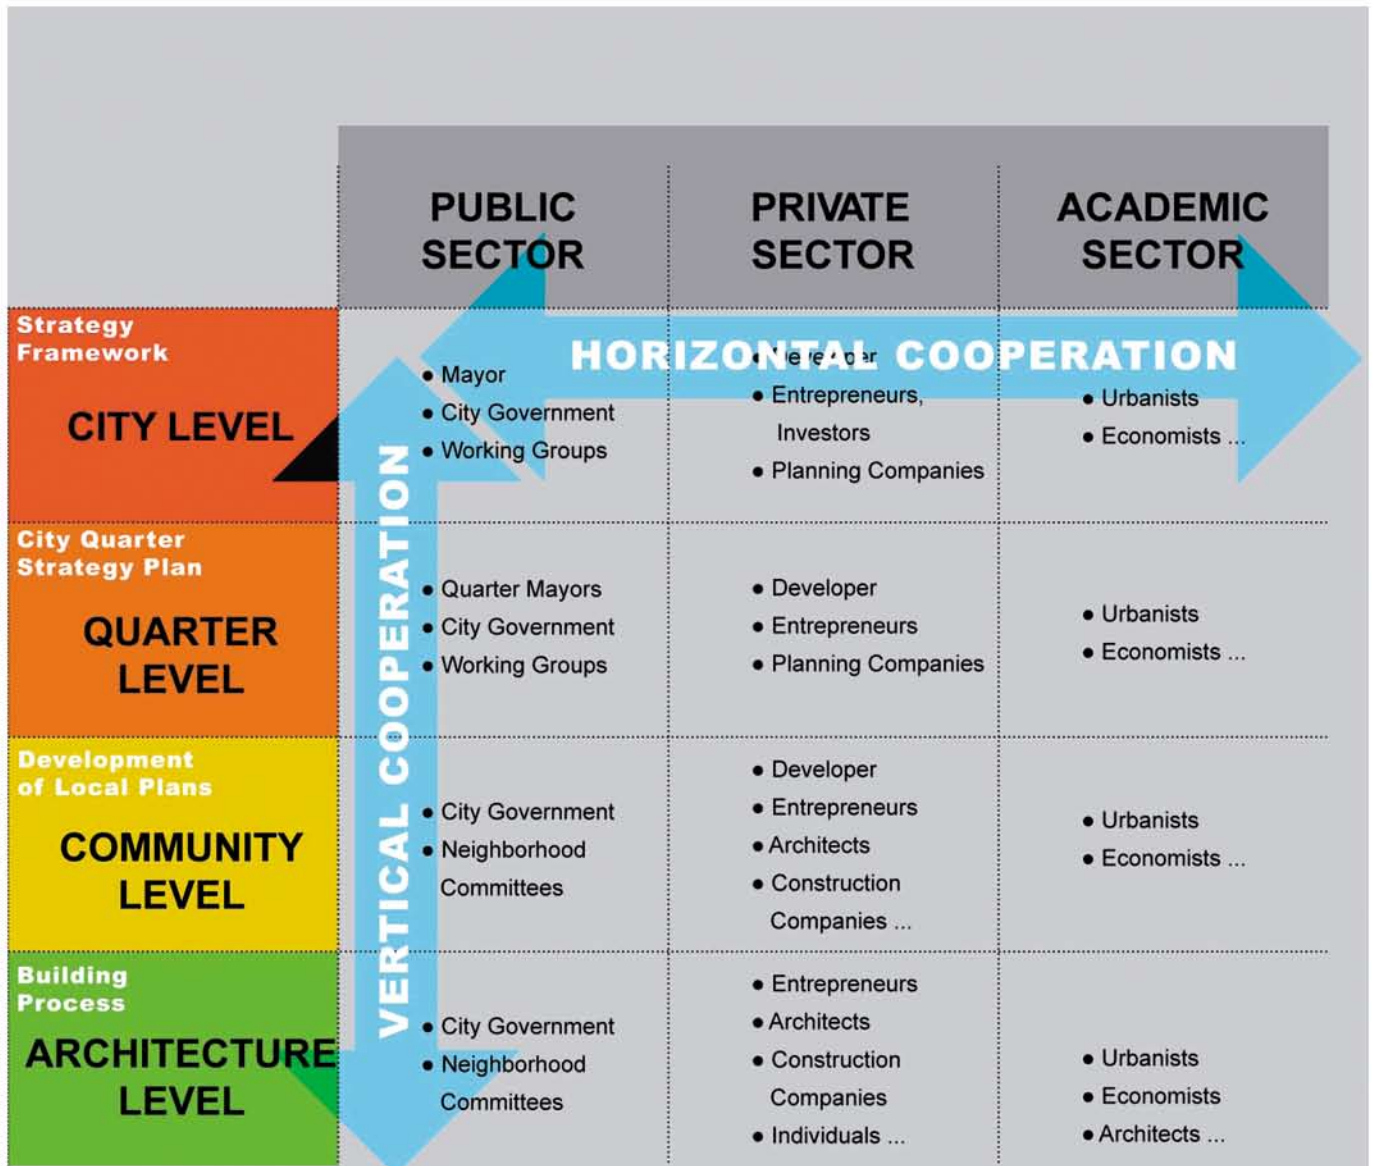 PUBLIC
SECTOR
PRIVATE
SECTOR
ACADEMIC
SECTOR
HORIZONTAL COOPERATION
VERTICAL COOPERATION
Strategy
Framework
CITY LEVEL
● Mayor
● City Government
● Working Groups
● Developer
● Entrepreneurs,
Investors
● Planning Companies
● Urbanists
● Economists ...
City Quarter
Strategy Plan
QUARTER
LEVEL
● Quarter Mayors
● City Government
● Working Groups
● Developer
● Entrepreneurs
● Planning Companies
● Urbanists
● Economists ...
Development
of Local Plans
COMMUNITY
LEVEL
● City Government
● Neighborhood
Committees
● Developer
● Entrepreneurs
● Architects
● Construction
Companies ...
● Urbanists
● Economists ...
Building
Process
ARCHITECTURE
LEVEL
● City Government
● Neighborhood
Committees
● Entrepreneurs
● Architects
● Construction
Companies
● Individuals ...
● Urbanists
● Economists
● Architects ...